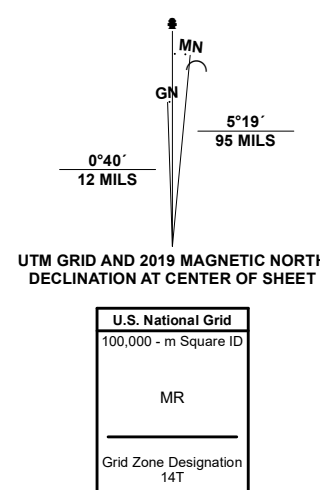 MN
GN
5°19´
95 MILS
0°40´
12 MILS
UTM GRID AND 2019 MAGNETIC NORTH
DECLINATION AT CENTER OF SHEET
U.S. National Grid
100,000 - m Square ID
MR
Grid Zone Designation
14T